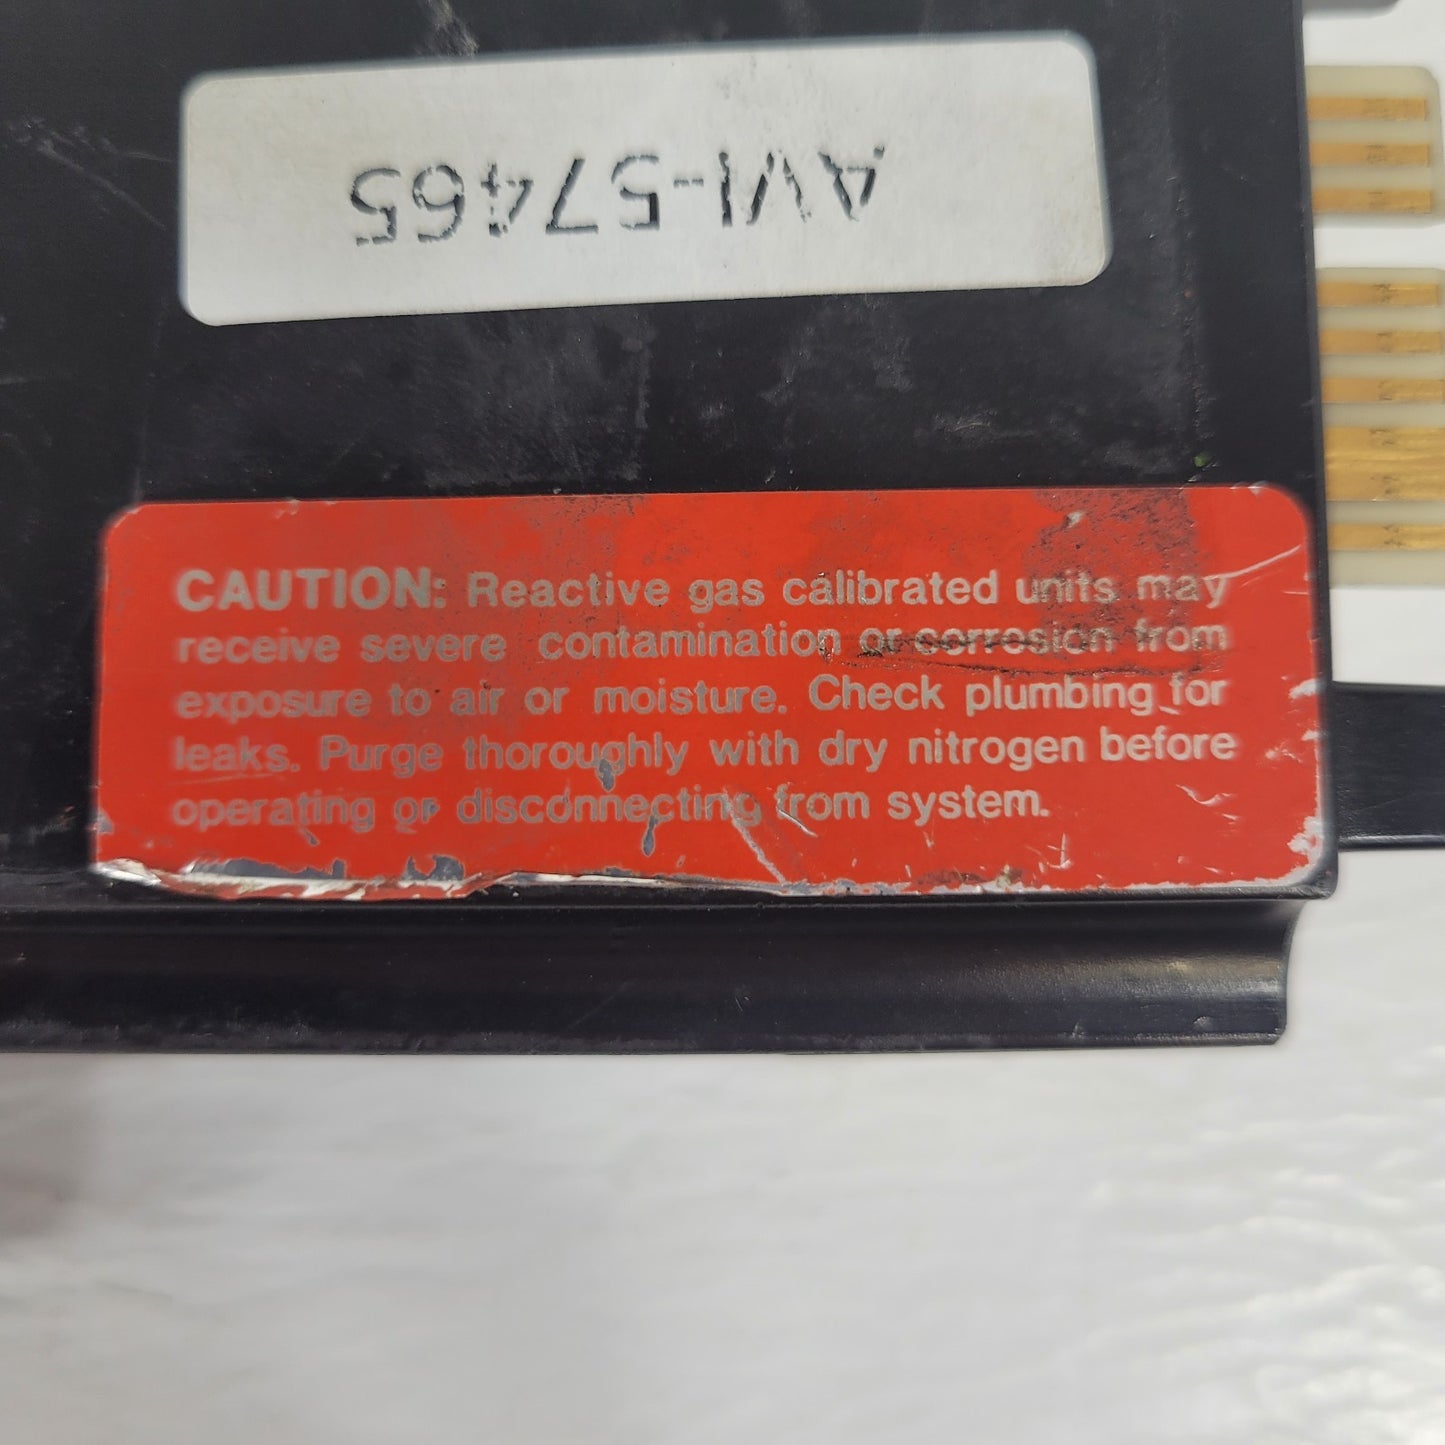 AVI-57465
CAUTION: Reactive gas calibrated units may
receive severe contamination or corrosion from
exposure to air or moisture. Check plumbing for
leaks. Purge thoroughly with dry nitrogen before
operating or disconnecting from system.